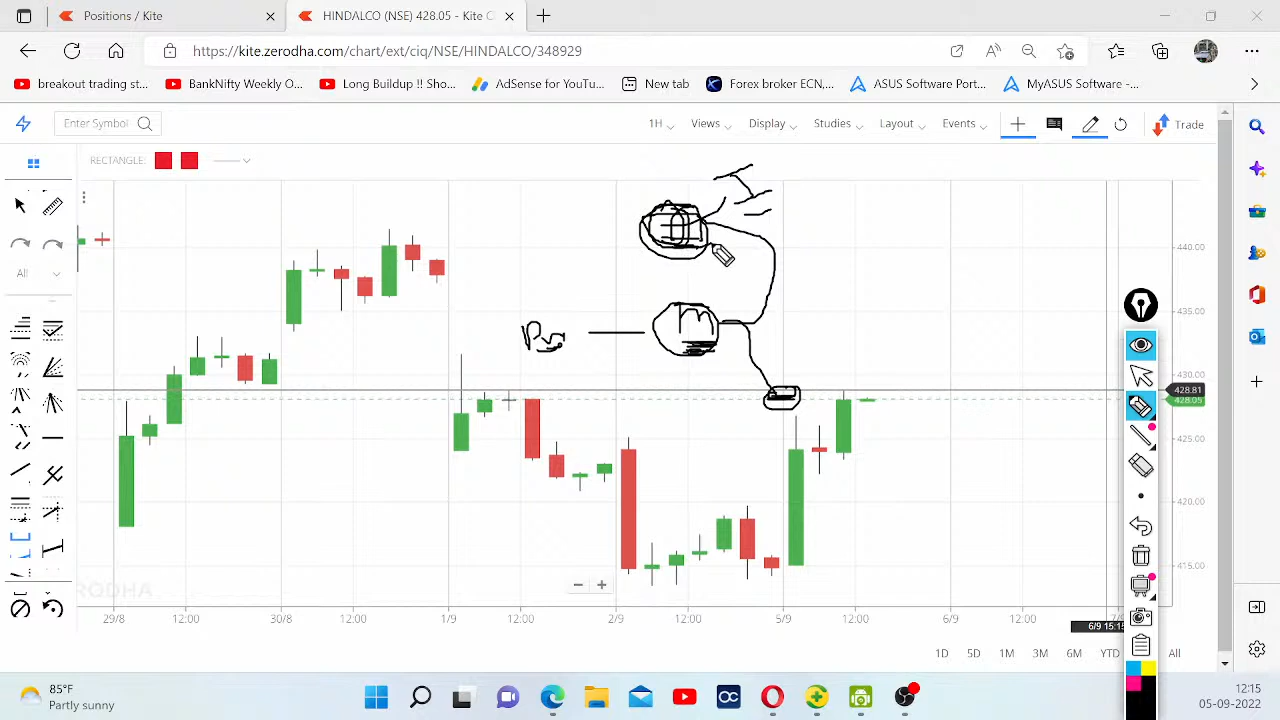 Positions / Kite
HINDALCO (NSE) 428.05 - Kite C
https://kite.zerodha.com/chart/ext/ciq/NSE/HINDALCO/348929
breakout trading st...
BankNifty Weekly O...
Long Buildup !! Sho...
AdSense for YouTu...
New tab
Forex broker ECN,...
ASUS Software Port...
MyASUS Software -...
Enter Symbol
1H
Views
Display
Studies
Layout
Events
Trade
RECTANGLE:
All
440.00
435.00
430.00
428.81
428.05
425.00
420.00
415.00
29/8
12:00
30/8
12:00
1/9
12:00
2/9
12:00
5/9
12:00
6/9
12:00
6/9 15:15
1D
5D
1M
3M
6M
YTD
All
85°F
Partly sunny
12:15
05-09-2022